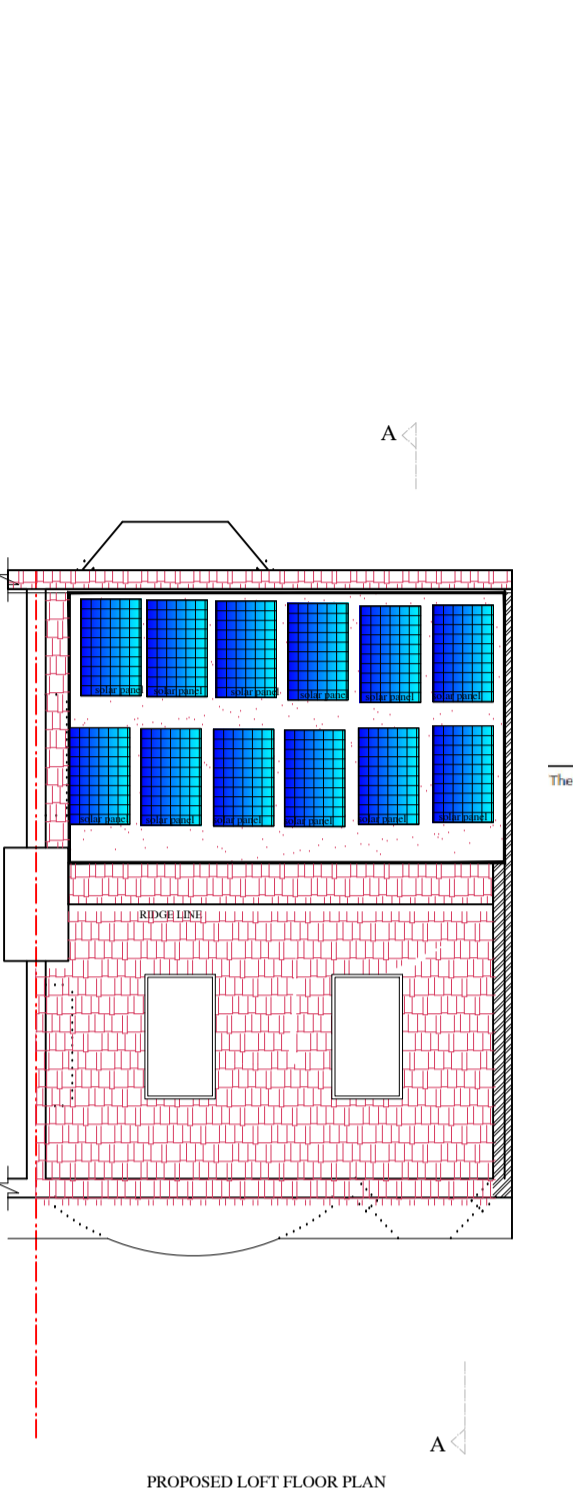 A
solar panel solar panel solar panel solar panel solar panel solar panel
The
solar panel solar panel solar panel solar panel solar panel solar panel
RIDGE LINE
A
PROPOSED LOFT FLOOR PLAN